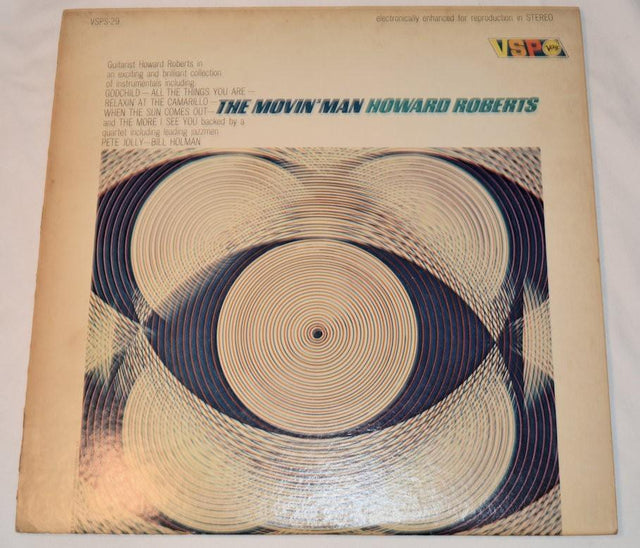 VSPS-29
electronically enhanced for reproduction in STEREO
VSP
Guitarist Howard Roberts in
an exciting and brilliant collection
of instrumentals including
GODCHILD—ALL THE THINGS YOU ARE—
RELAXIN' AT THE CAMARILLO—
WHEN THE SUN COMES OUT—
THE MOVIN' MAN HOWARD ROBERTS
and THE MORE I SEE YOU backed by a
quartet including leading jazzmen
PETE JOLLY—BILL HOLMAN